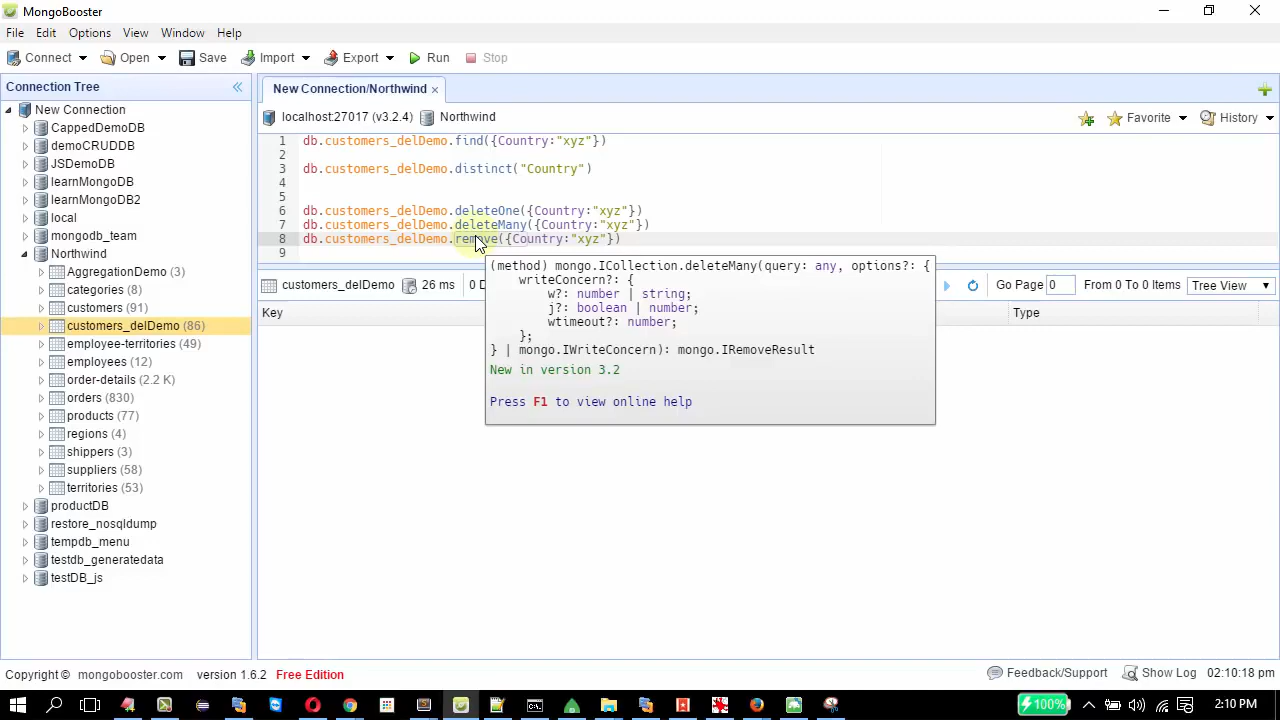 MongoBooster
File Edit Options View Window Help
Connect Open Save Import Export Run Stop
Connection Tree
New Connection
CappedDemoDB
demoCRUDDB
JSDemoDB
learnMongoDB
learnMongoDB2
local
mongodb_team
Northwind
AggregationDemo (3)
categories (8)
customers (91)
customers_delDemo (86)
employee-territories (49)
employees (12)
order-details (2.2 K)
orders (830)
products (77)
regions (4)
shippers (3)
suppliers (58)
territories (53)
productDB
restore_nosqldump
tempdb_menu
testdb_generatedata
testDB_js
New Connection/Northwind ×
localhost:27017 (v3.2.4) Northwind Favorite History
1 db.customers_delDemo.find({Country:"xyz"})
2
3 db.customers_delDemo.distinct("Country")
4
5
6 db.customers_delDemo.deleteOne({Country:"xyz"})
7 db.customers_delDemo.deleteMany({Country:"xyz"})
8 db.customers_delDemo.remove({Country:"xyz"})
9
customers_delDemo 26 ms 0 D Go Page 0 From 0 To 0 Items Tree View
Key Type
(method) mongo.ICollection.deleteMany(query: any, options?: {
writeConcern?: {
w?: number | string;
j?: boolean | number;
wtimeout?: number;
};
} | mongo.IWriteConcern): mongo.IRemoveResult
New in version 3.2
Press F1 to view online help
Copyright © mongobooster.com version 1.6.2 Free Edition Feedback/Support Show Log 02:10:18 pm
100% 2:10 PM